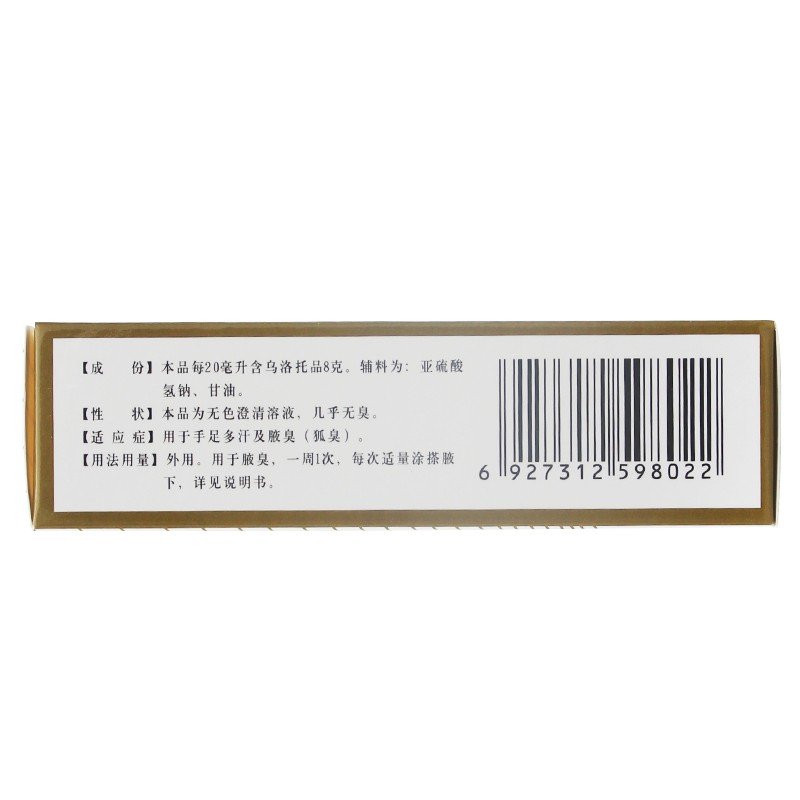 【成　份】本品每20毫升含乌洛托品8克。辅料为：亚硫酸
氢钠、甘油。
【性　状】本品为无色澄清溶液，几乎无臭。
【适应症】用于手足多汗及腋臭（狐臭）。
【用法用量】外用。用于腋臭，一周1次，每次适量涂搽腋
下，详见说明书。
6 927312 598022